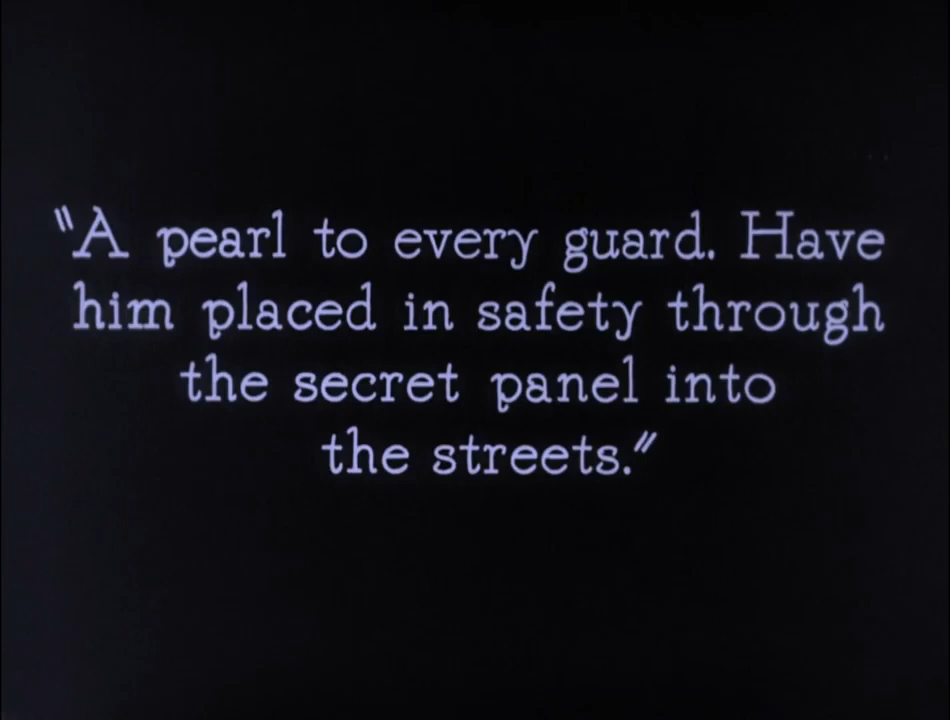 "A pearl to every guard. Have
him placed in safety through
the secret panel into
the streets."